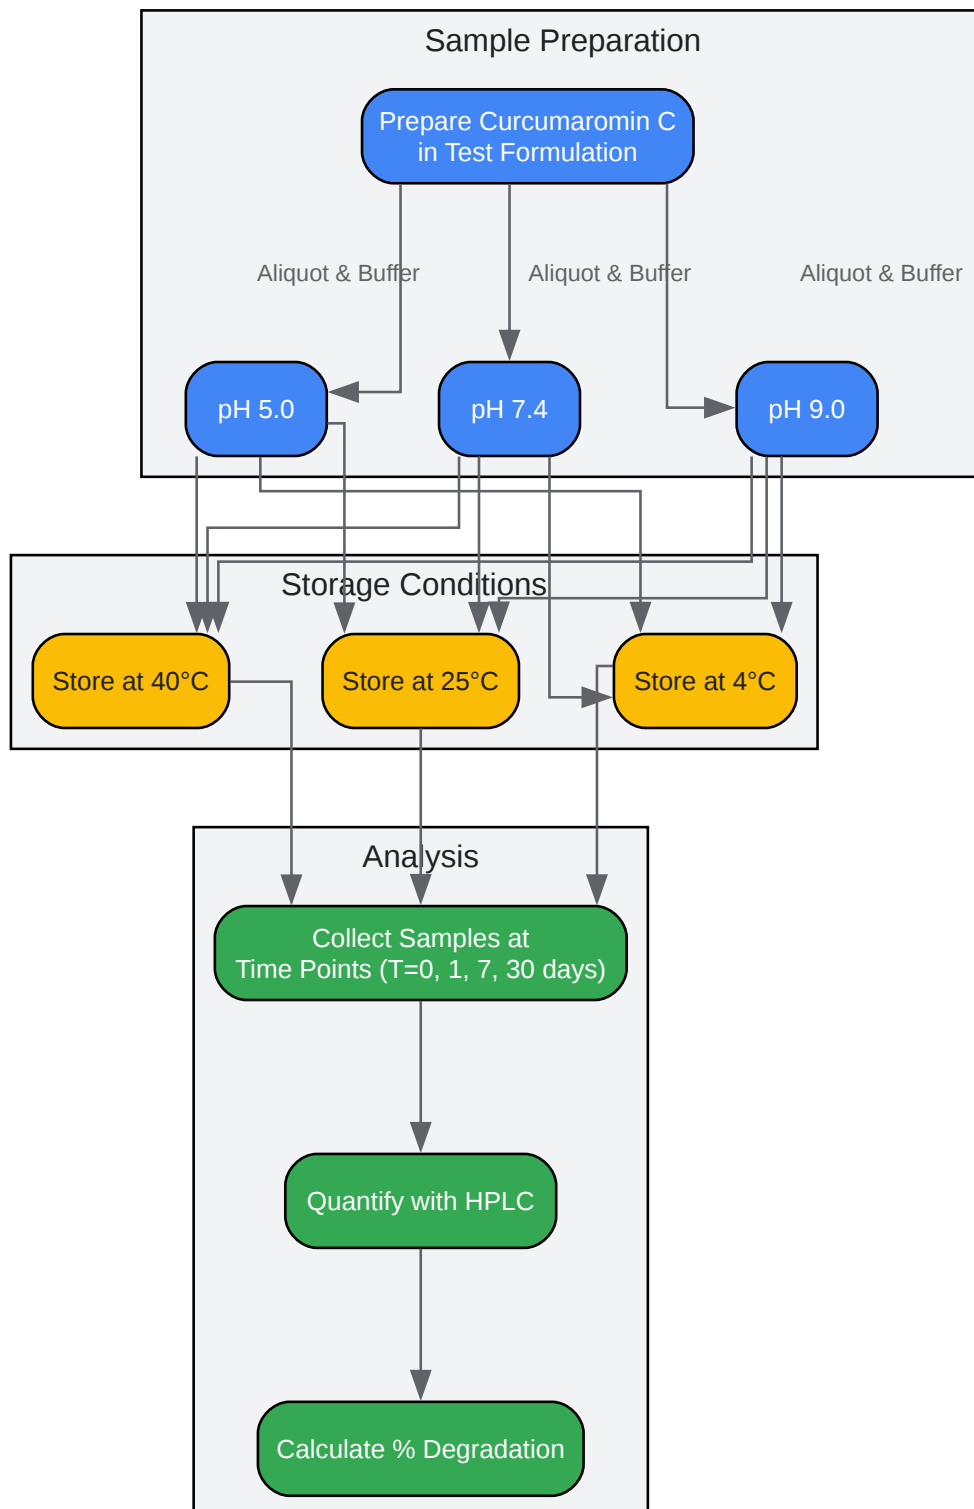 Sample Preparation
Prepare Curcumaromin C
in Test Formulation
Aliquot & Buffer
Aliquot & Buffer
Aliquot & Buffer
pH 5.0
pH 7.4
pH 9.0
Storage Conditions
Store at 40°C
Store at 25°C
Store at 4°C
Analysis
Collect Samples at
Time Points (T=0, 1, 7, 30 days)
Quantify with HPLC
Calculate % Degradation